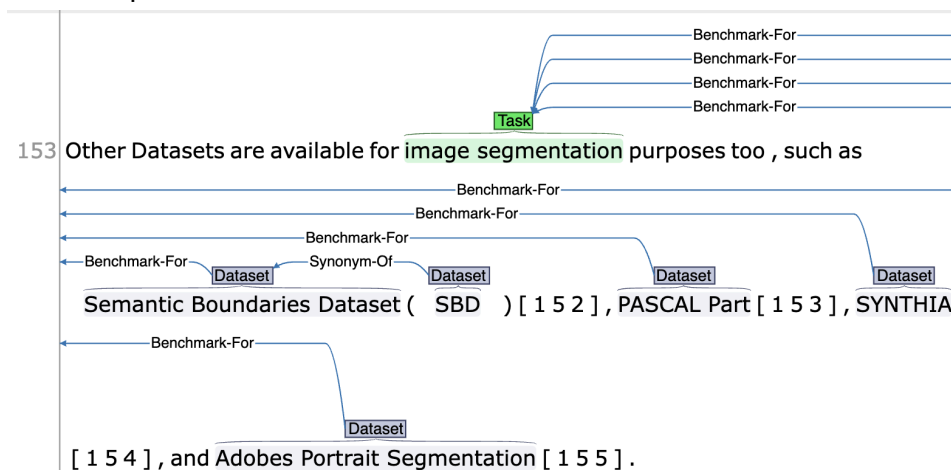 Benchmark-For
Benchmark-For
Benchmark-For
Benchmark-For
Task
153 Other Datasets are available for image segmentation purposes too , such as
Benchmark-For
Benchmark-For
Benchmark-For
Benchmark-For Synonym-Of
Dataset Dataset Dataset Dataset
Semantic Boundaries Dataset ( SBD ) [ 1 5 2 ] , PASCAL Part [ 1 5 3 ] , SYNTHIA
Benchmark-For
Dataset
[ 1 5 4 ] , and Adobes Portrait Segmentation [ 1 5 5 ] .